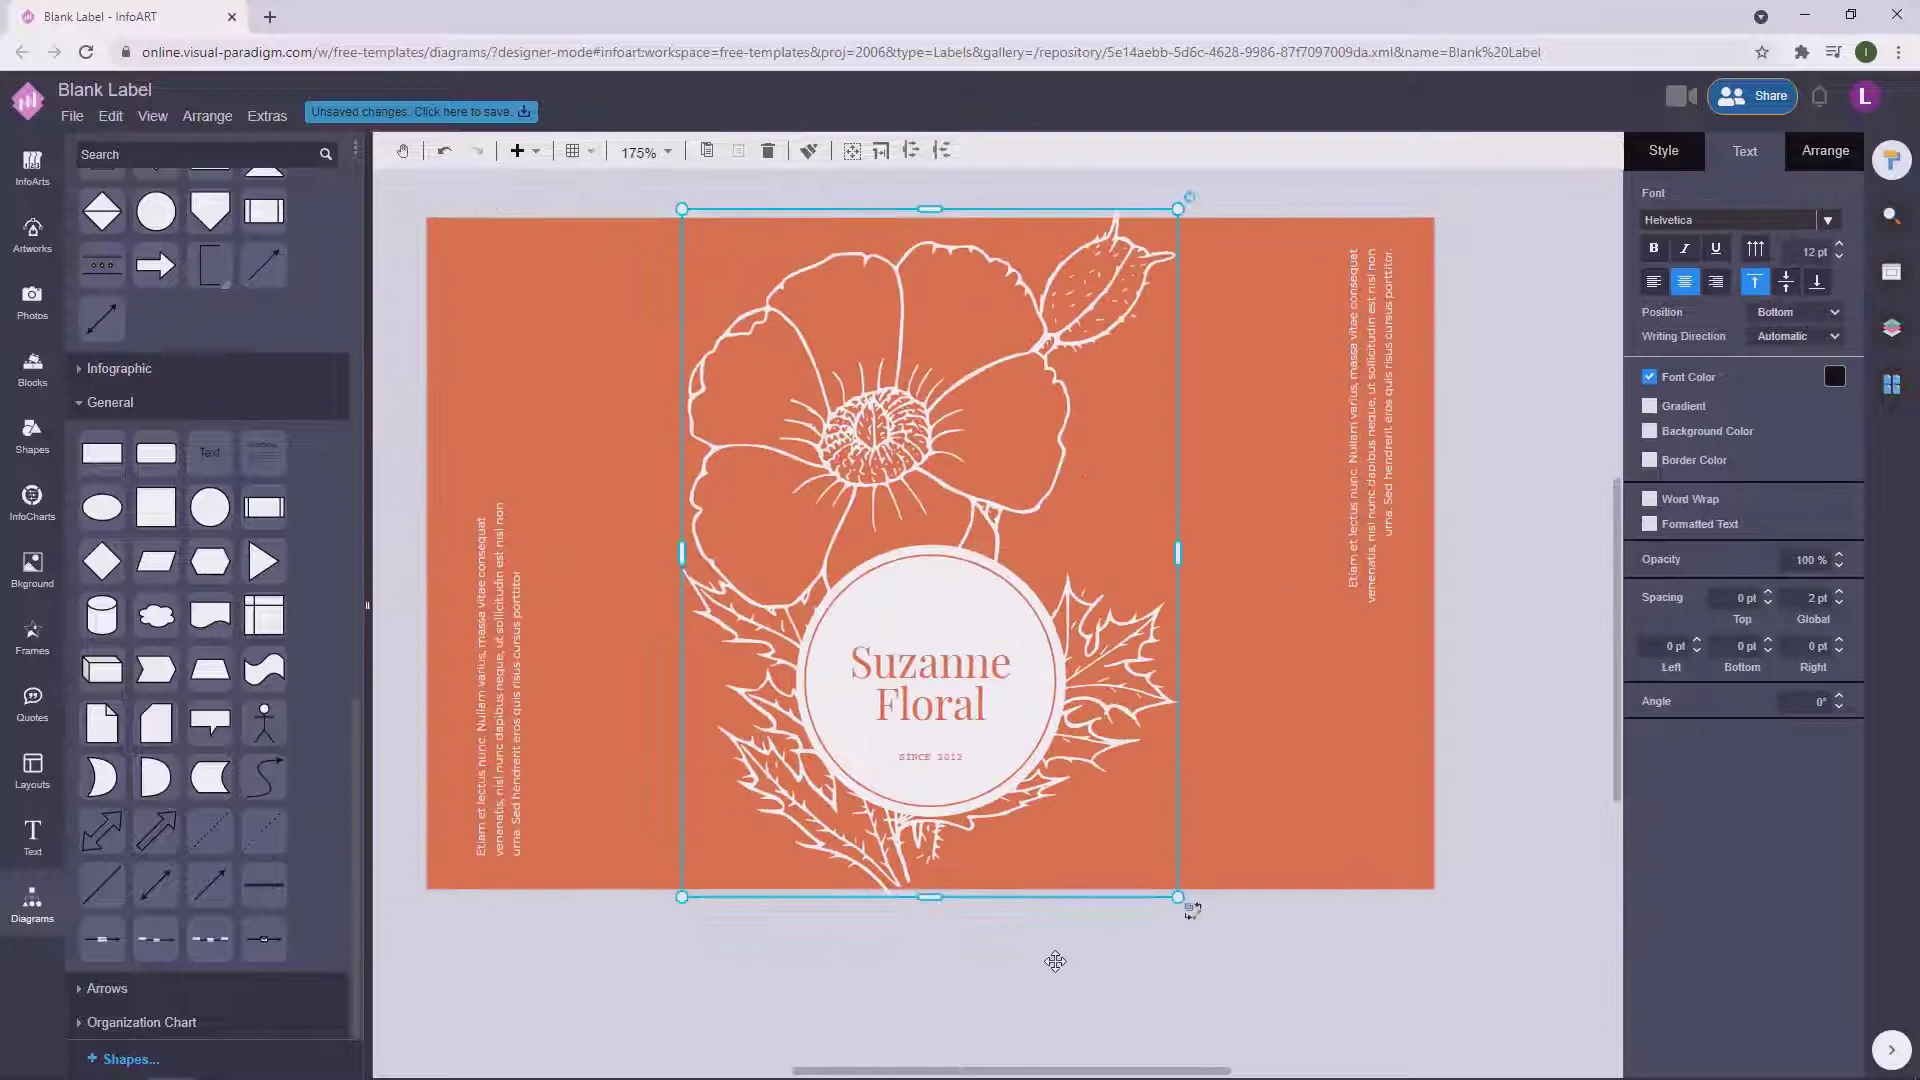 Blank Label - InfoART
online.visual-paradigm.com/w/free-templates/diagrams/?designer-mode#infoart:workspace=free-templates&proj=2006&type=Labels&gallery=/repository/5e14aebb-5d6c-4628-9986-87f7097009da.xml&name=Blank%20Label
I
Blank Label
File Edit View Arrange Extras
Unsaved changes. Click here to save.
Share
L
Search
175%
Style Text Arrange
InfoArts
Artworks
Photos
Blocks
Shapes
InfoCharts
Bkground
Frames
Quotes
Layouts
T
Text
Diagrams
Infographic
General
Text
Arrows
Organization Chart
+ Shapes...
Etiam et lectus nunc. Nullam varius, massa vitae consequat
venenatis, nisl nunc dapibus neque, ut sollicitudin est nisl non
urna. Sed hendrerit eros quis risus cursus porttitor.
Suzanne
Floral
SINCE 2012
Etiam et lectus nunc. Nullam varius, massa vitae consequat
venenatis, nisl nunc dapibus neque, ut sollicitudin est nisl non
urna. Sed hendrerit eros quis risus cursus porttitor.
Font
Helvetica
B I U 12 pt
Position Bottom
Writing Direction Automatic
Font Color
Gradient
Background Color
Border Color
Word Wrap
Formatted Text
Opacity 100 %
Spacing 0 pt 2 pt
Top Global
0 pt 0 pt 0 pt
Left Bottom Right
Angle 0°